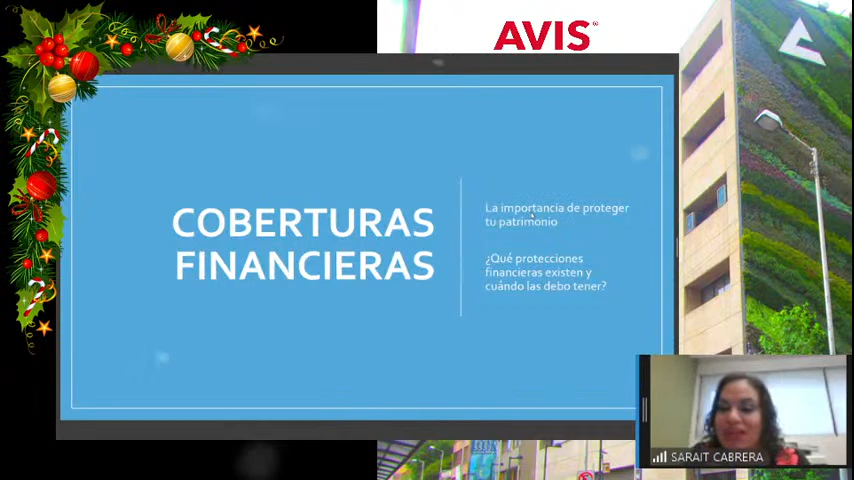 AVIS
COBERTURAS
FINANCIERAS
La importancia de proteger
tu patrimonio
¿Qué protecciones
financieras existen y
cuándo las debo tener?
SARAIT CABRERA